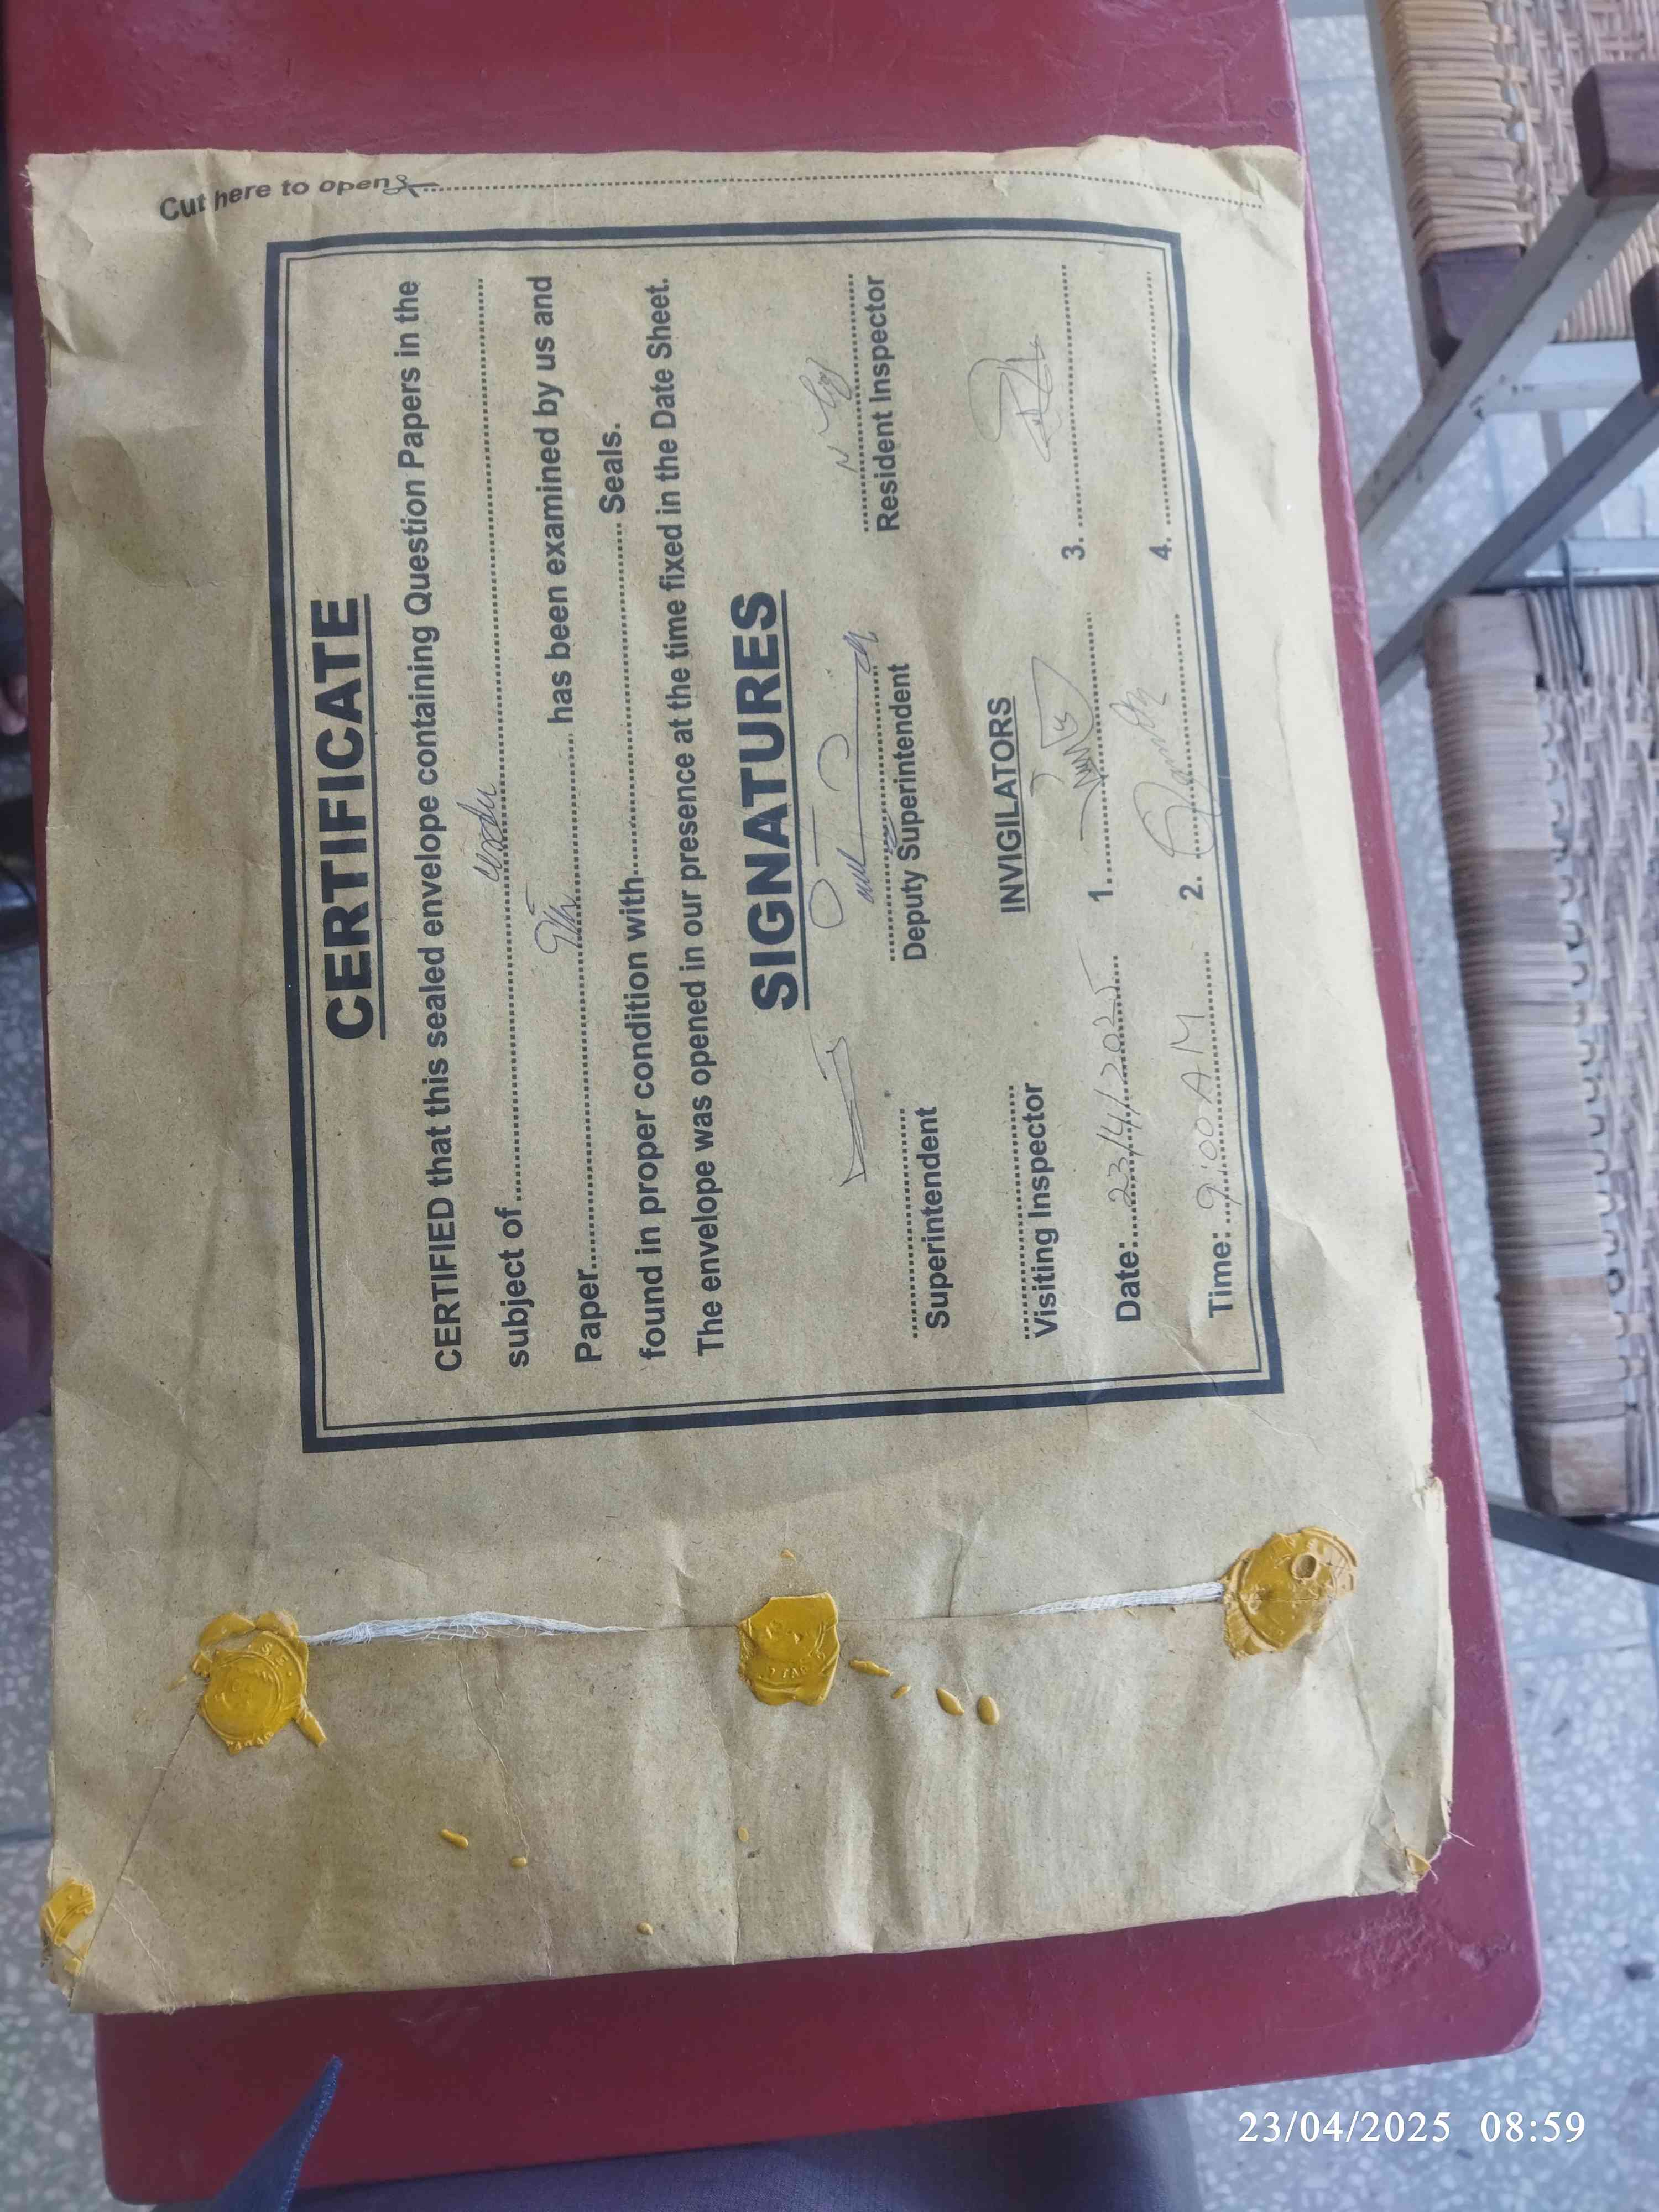 Cut here to open
CERTIFICATE
CERTIFIED that this sealed envelope containing Question Papers in the
subject of Urdu
Paper 9th has been examined by us and
found in proper condition with Seals.
The envelope was opened in our presence at the time fixed in the Date Sheet.
SIGNATURES
Superintendent Deputy Superintendent Resident Inspector
INVIGILATORS
Visiting Inspector
Date: 23/4/2025 1. 3.
Time: 9:00 AM 2. 4.
23/04/2025 08:59